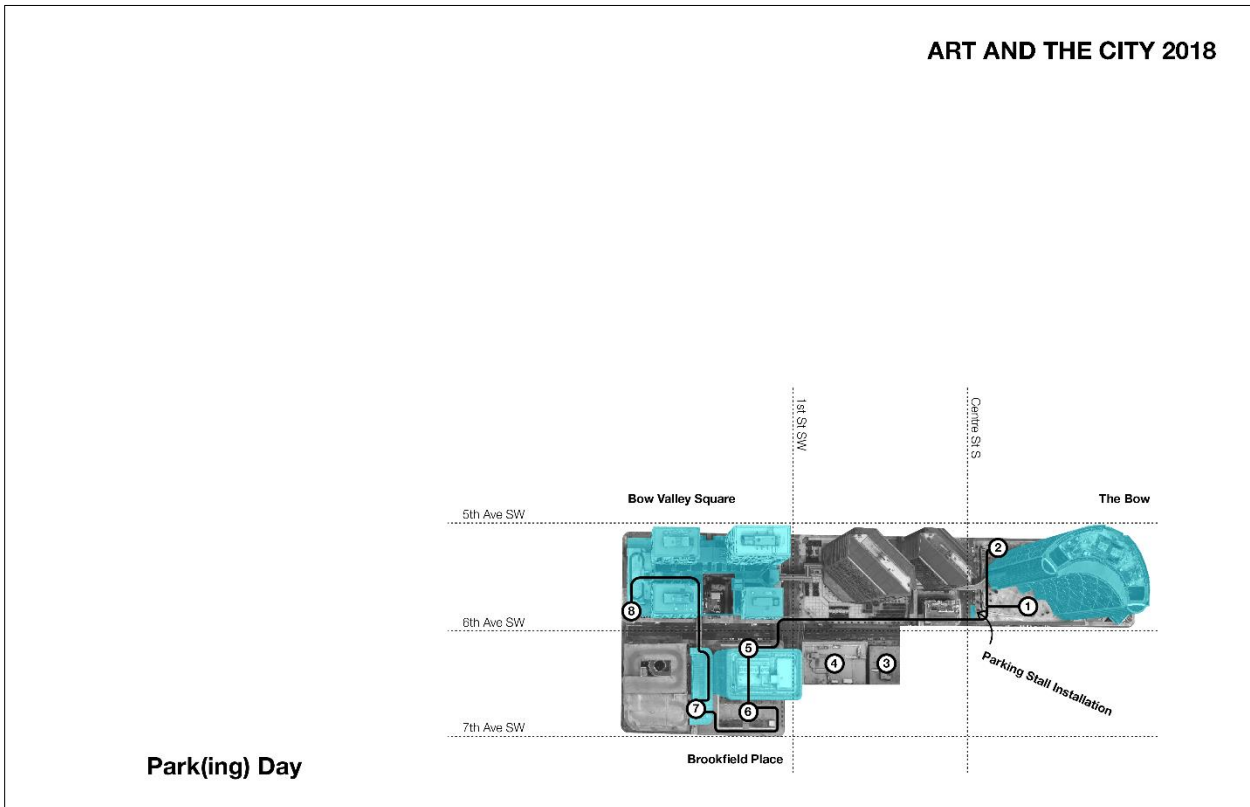 ART AND THE CITY 2018
1st St SW
Centre St S
Bow Valley Square
The Bow
5th Ave SW
2
8
1
6th Ave SW
5
4
3
Parking Stall Installation
7
6
7th Ave SW
Brookfield Place
Park(ing) Day